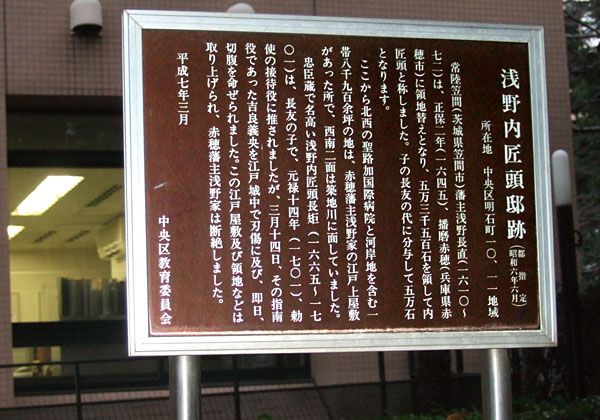 浅野内匠頭邸跡（都指定 昭和六年六月）
所在地 中央区明石町一〇、一一地域
常陸笠間（茨城県笠間市）藩主浅野長直（一六一〇～
七二）は、正保二年（一六四五）播磨赤穂（兵庫県赤
穂市）に領地替えとなり、五万三千五百石を領して内
匠頭と称しました。子の長友の代に分与して五万石
となります。
ここから北西の聖路加国際病院と河岸地を含む一
帯八千九百余坪の地は、赤穂藩主浅野家の江戸上屋敷
があった所で、西南二面は築地川に面していました。
忠臣蔵で名高い浅野内匠頭長矩（一六六五～一七
〇一）は、長友の子で、元禄十四年（一七〇一）、勅
使の接待役に推されましたが、三月十四日、その指南
役であった吉良義央を江戸城中で刃傷に及び、即日、
切腹を命ぜられました。この江戸屋敷及び領地などは
取り上げられ、赤穂藩主浅野家は断絶しました。
平成七年三月
中央区教育委員会